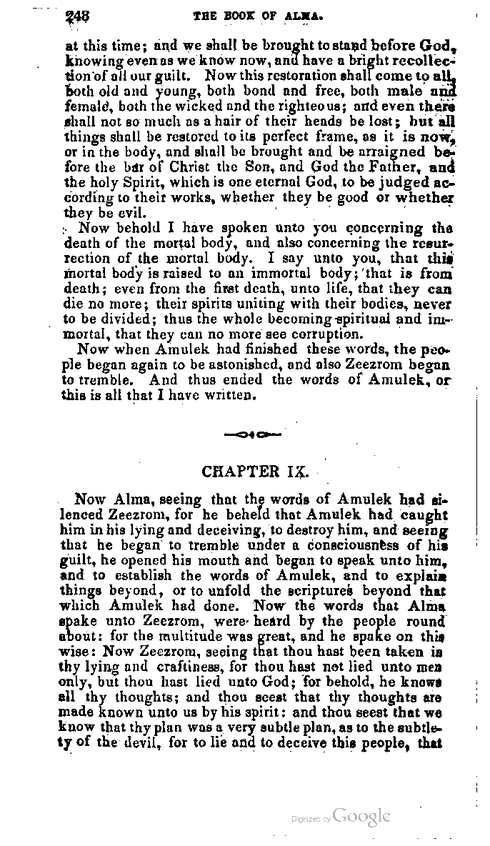 248 THE BOOK OF ALMA.
at this time; and we shall be brought to stand before God,
knowing even as we know now, and have a bright recollec-
tion of all our guilt. Now this restoration shall come to all,
both old and young, both bond and free, both male and
female, both the wicked and the righteous; and even there
shall not so much as a hair of their heads be lost; but all
things shall be restored to its perfect frame, as it is now,
or in the body, and shall be brought and be arraigned be-
fore the bar of Christ the Son, and God the Father, and
the holy Spirit, which is one eternal God, to be judged ac-
cording to their works, whether they be good or whether
they be evil.
Now behold I have spoken unto you concerning the
death of the mortal body, and also concerning the resur-
rection of the mortal body. I say unto you, that this
mortal body is raised to an immortal body; that is from
death; even from the first death, unto life, that they can
die no more; their spirits uniting with their bodies, never
to be divided; thus the whole becoming spiritual and im-
mortal, that they can no more see corruption.
Now when Amulek had finished these words, the peo-
ple began again to be astonished, and also Zeezrom began
to tremble. And thus ended the words of Amulek, or
this is all that I have written.
CHAPTER IX.
Now Alma, seeing that the words of Amulek had si-
lenced Zeezrom, for he beheld that Amulek had caught
him in his lying and deceiving, to destroy him, and seeing
that he began to tremble under a consciousness of his
guilt, he opened his mouth and began to speak unto him,
and to establish the words of Amulek, and to explain
things beyond, or to unfold the scriptures beyond that
which Amulek had done. Now the words that Alma
spake unto Zeezrom, were heard by the people round
about: for the multitude was great, and he spake on this
wise: Now Zeezrom, seeing that thou hast been taken in
thy lying and craftiness, for thou hast not lied unto men
only, but thou hast lied unto God; for behold, he knows
all thy thoughts; and thou seest that thy thoughts are
made known unto us by his spirit: and thou seest that we
know that thy plan was a very subtle plan, as to the subtle-
ty of the devil, for to lie and to deceive this people, that
Digitized by Google